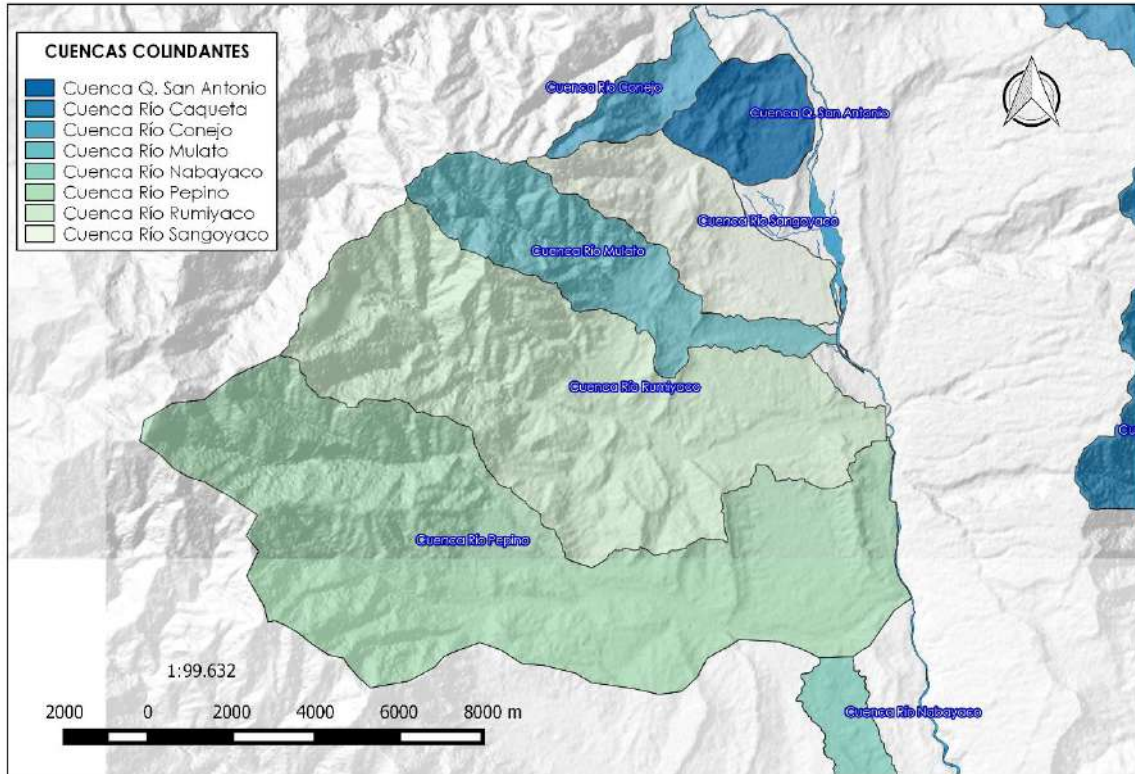 CUENCAS COLINDANTES
Cuenca Q. San Antonio
Cuenca Río Caqueta
Cuenca Río Conejo
Cuenca Río Mulato
Cuenca Río Nabayaco
Cuenca Río Pepino
Cuenca Río Rumiyaco
Cuenca Río Sangoyaco
Cuenca Río Conejo
Cuenca Q. San Antonio
Cuenca Río Sangoyaco
Cuenca Río Mulato
Cuenca Río Rumiyaco
Cuenca Río Pepino
Cuenca Río Nabayaco
1:99.632
2000 0 2000 4000 6000 8000 m